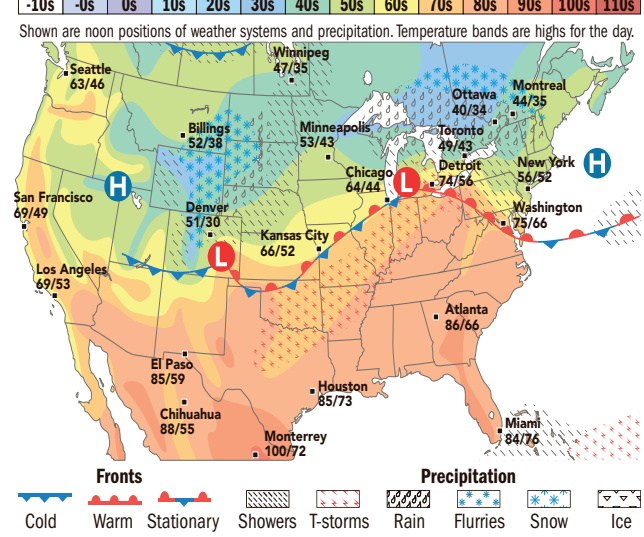 -10s -0s 0s 10s 20s 30s 40s 50s 60s 70s 80s 90s 100s 110s
Shown are noon positions of weather systems and precipitation. Temperature bands are highs for the day.
Winnipeg
47/35
Seattle
63/46
Ottawa
40/34
Montreal
44/35
Billings
52/38
Minneapolis
53/43
Toronto
49/43
Chicago
64/44
Detroit
74/56
New York
56/52
H
H
L
San Francisco
69/49
Denver
51/30
Washington
75/66
Kansas City
66/52
L
Los Angeles
69/53
Atlanta
86/66
El Paso
85/59
Houston
85/73
Chihuahua
88/55
Miami
84/76
Monterrey
100/72
Fronts
Precipitation
Cold Warm Stationary Showers T-storms Rain Flurries Snow Ice